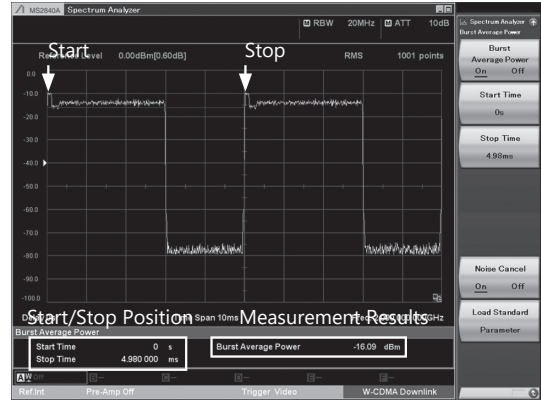 MS2840A Spectrum Analyzer
RBW 20MHz ATT 10dB
Spectrum Analyzer
Burst Average Power
Start
Stop
Reference Level 0.00dBm[0.60dB] RMS 1001 points
0.0
-10.0
-20.0
-30.0
-40.0
-50.0
-60.0
-70.0
-80.0
-90.0
-100.0
Burst
Average Power
On Off
Start Time
0s
Stop Time
4.98ms
Noise Cancel
On Off
Load Standard
Parameter
Start/Stop Position
Measurement Results
Time Span 10ms
Burst Average Power
Start Time 0 s
Stop Time 4.980 000 ms
Burst Average Power -16.09 dBm
Ref.Int Pre-Amp Off Trigger Video W-CDMA Downlink